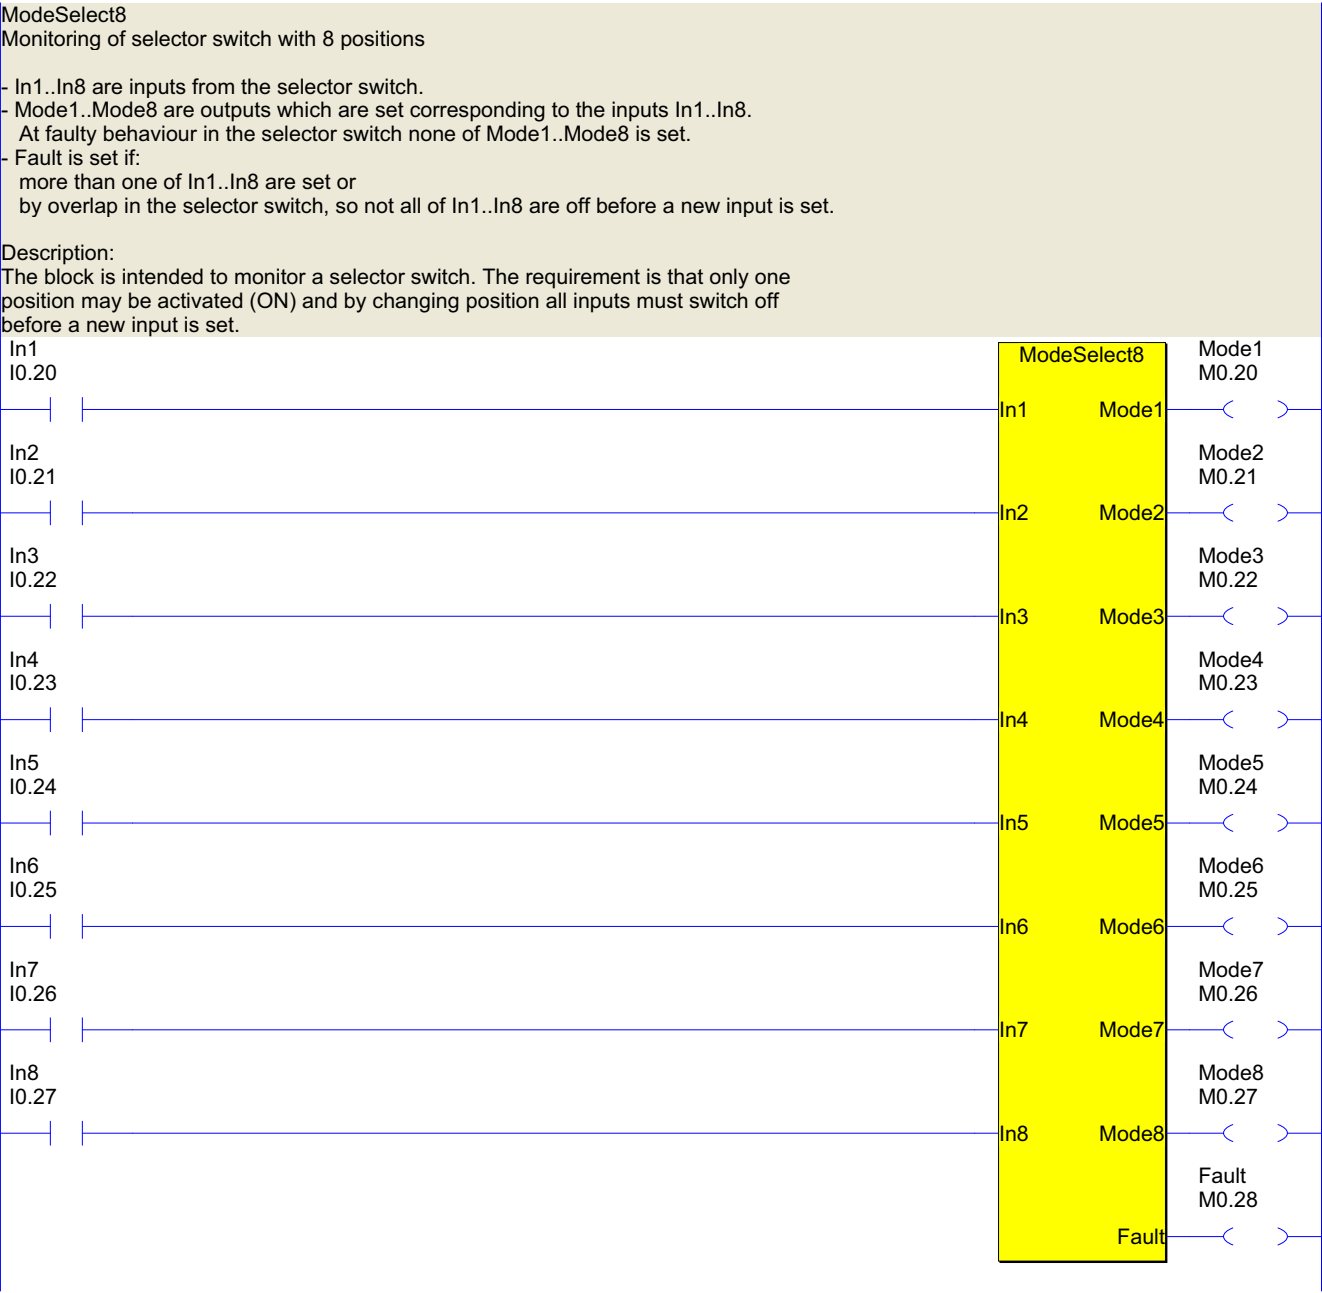 ModeSelect8
Monitoring of selector switch with 8 positions
- In1..In8 are inputs from the selector switch.
- Mode1..Mode8 are outputs which are set corresponding to the inputs In1..In8.
At faulty behaviour in the selector switch none of Mode1..Mode8 is set.
- Fault is set if:
more than one of In1..In8 are set or
by overlap in the selector switch, so not all of In1..In8 are off before a new input is set.
Description:
The block is intended to monitor a selector switch. The requirement is that only one
position may be activated (ON) and by changing position all inputs must switch off
before a new input is set.
In1
I0.20
ModeSelect8
Mode1
M0.20
In1 Mode1
In2
I0.21
Mode2
M0.21
In2 Mode2
In3
I0.22
Mode3
M0.22
In3 Mode3
In4
I0.23
Mode4
M0.23
In4 Mode4
In5
I0.24
Mode5
M0.24
In5 Mode5
In6
I0.25
Mode6
M0.25
In6 Mode6
In7
I0.26
Mode7
M0.26
In7 Mode7
In8
I0.27
Mode8
M0.27
In8 Mode8
Fault
M0.28
Fault